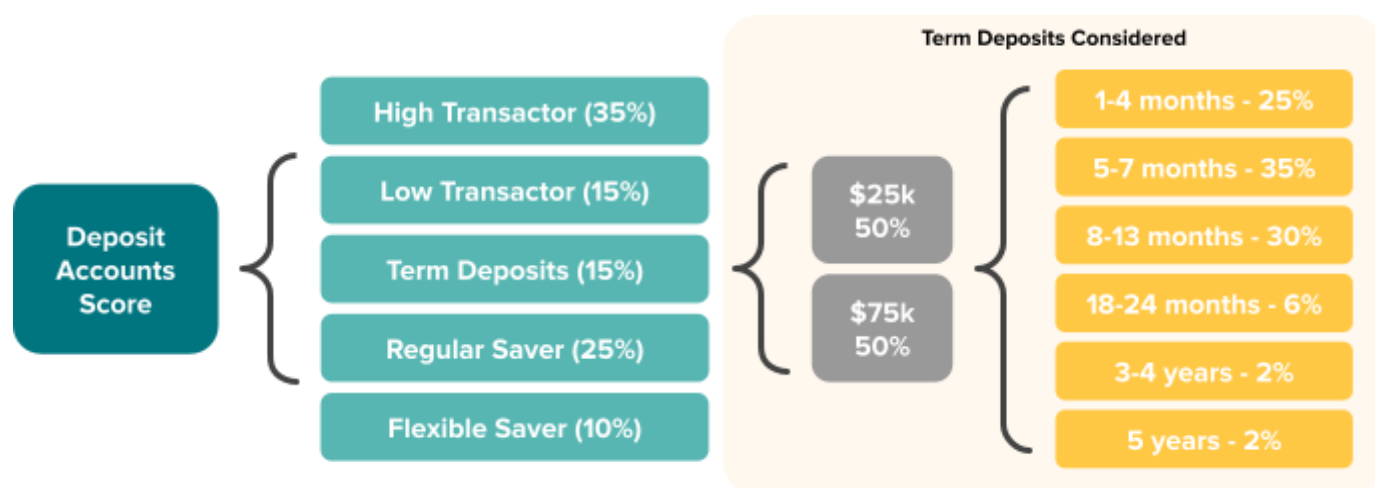 Term Deposits Considered
Deposit
Accounts
Score
High Transactor (35%)
Low Transactor (15%)
Term Deposits (15%)
Regular Saver (25%)
Flexible Saver (10%)
$25k
50%
$75k
50%
1-4 months - 25%
5-7 months - 35%
8-13 months - 30%
18-24 months - 6%
3-4 years - 2%
5 years - 2%